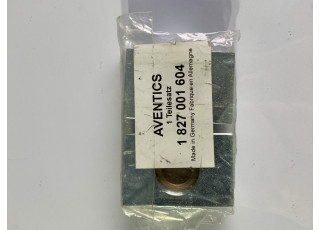 AVENTICS
1 Teilesatz
1 827 001 604
Made in Germany Fabriqué en Allemagne